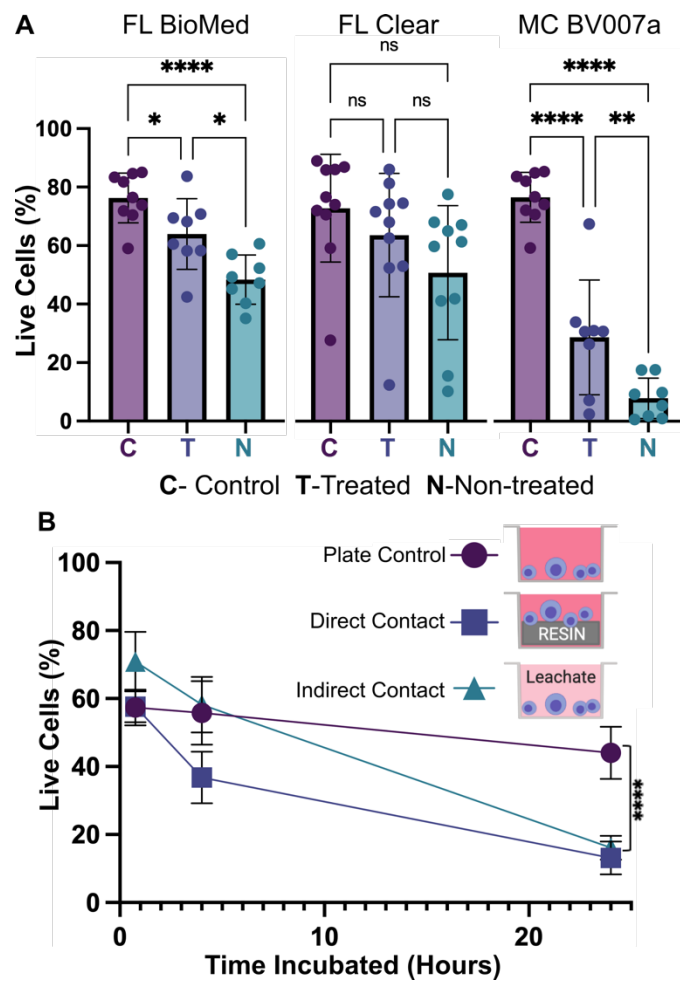 A
FL BioMed FL Clear MC BV007a
ns
**** ****
* * ns ns **** **
Live Cells (%)
100
80
60
40
20
0
C T N C T N C T N
C- Control T-Treated N-Non-treated
B
Live Cells (%)
100
80
60
40
20
0
Plate Control
Direct Contact
RESIN
Indirect Contact
Leachate
****
0 10 20
Time Incubated (Hours)